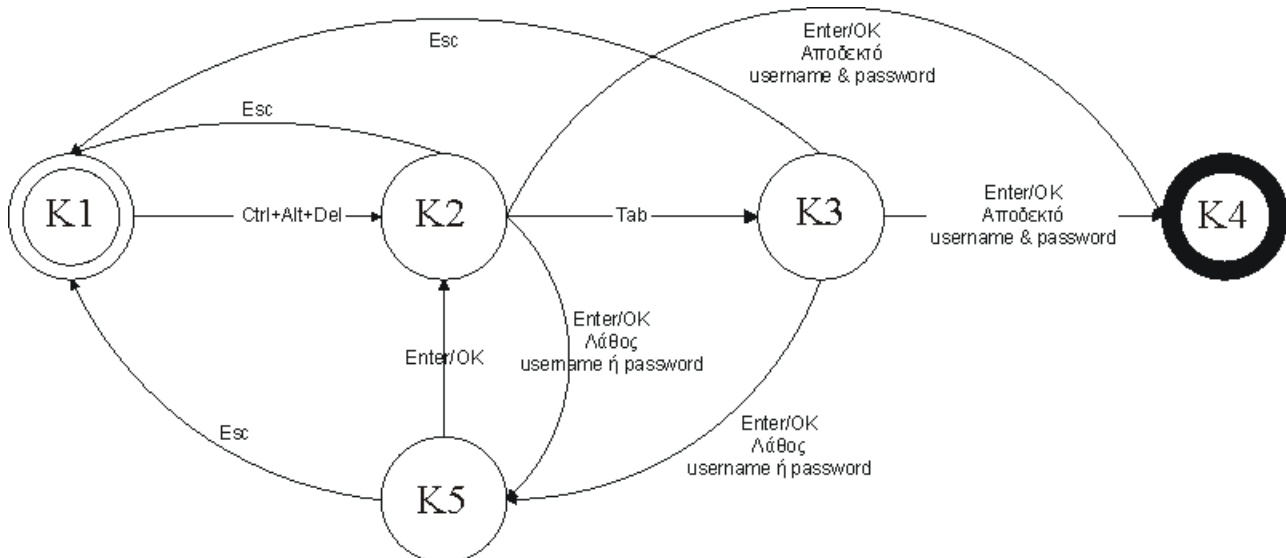 Esc
Enter/OK
Αποδεκτό
username & password
Esc
K1
Ctrl+Alt+Del
K2
Tab
K3
Enter/OK
Αποδεκτό
username & password
K4
Enter/OK
Enter/OK
Λάθος
username ή password
Esc
Enter/OK
Λάθος
username ή password
K5